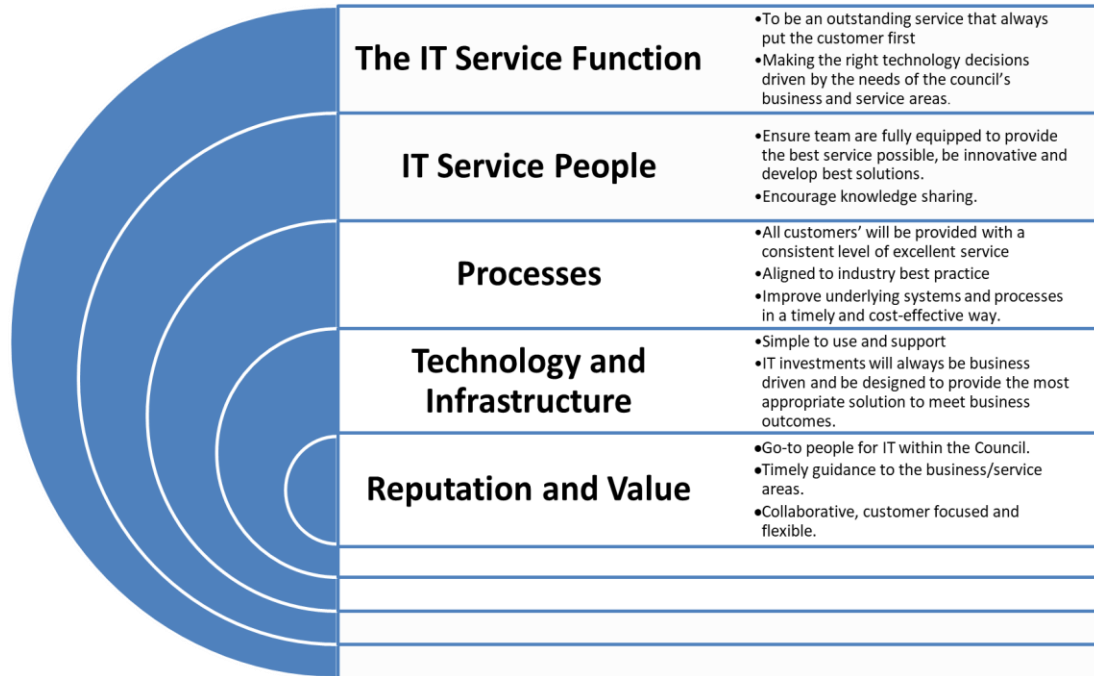 The IT Service Function
•To be an outstanding service that always
put the customer first
•Making the right technology decisions
driven by the needs of the council's
business and service areas.
IT Service People
•Ensure team are fully equipped to provide
the best service possible, be innovative and
develop best solutions.
•Encourage knowledge sharing.
Processes
•All customers' will be provided with a
consistent level of excellent service
•Aligned to industry best practice
•Improve underlying systems and processes
in a timely and cost-effective way.
Technology and
Infrastructure
•Simple to use and support
•IT investments will always be business
driven and be designed to provide the most
appropriate solution to meet business
outcomes.
Reputation and Value
•Go-to people for IT within the Council.
•Timely guidance to the business/service
areas.
•Collaborative, customer focused and
flexible.